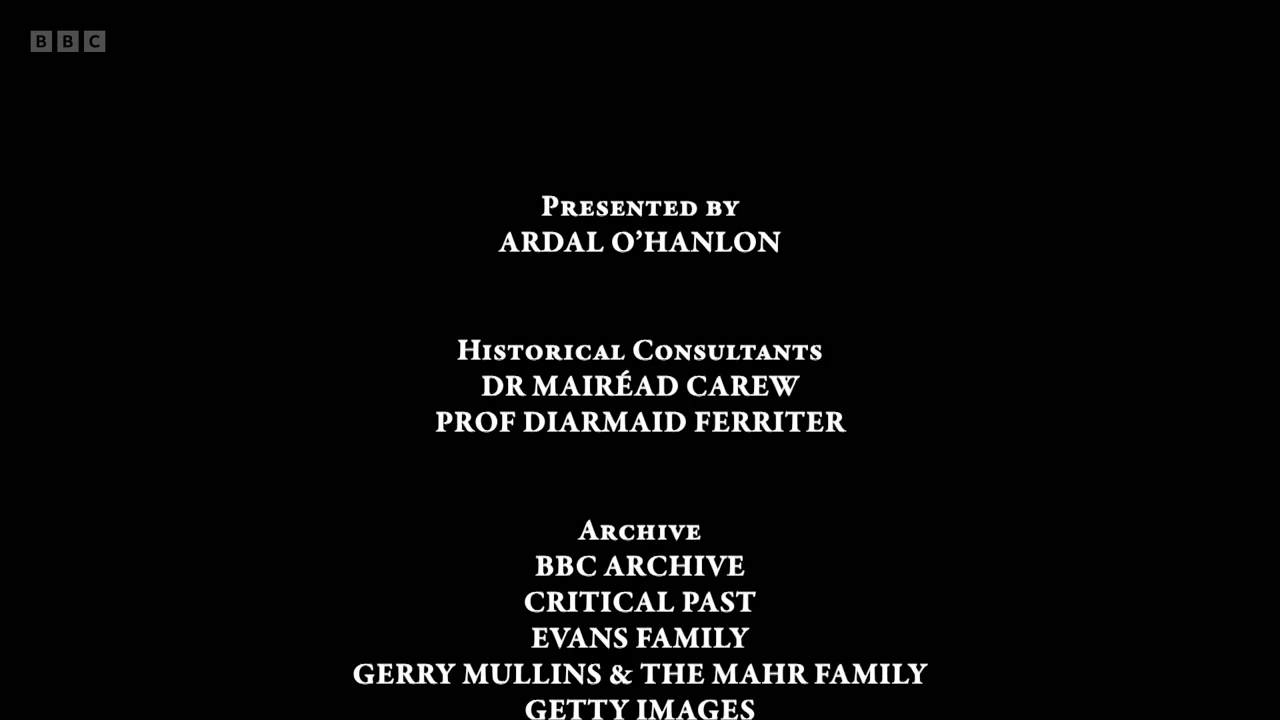 BBC
PRESENTED BY
ARDAL O’HANLON
HISTORICAL CONSULTANTS
DR MAIRÉAD CAREW
PROF DIARMAID FERRITER
ARCHIVE
BBC ARCHIVE
CRITICAL PAST
EVANS FAMILY
GERRY MULLINS & THE MAHR FAMILY
GETTY IMAGES